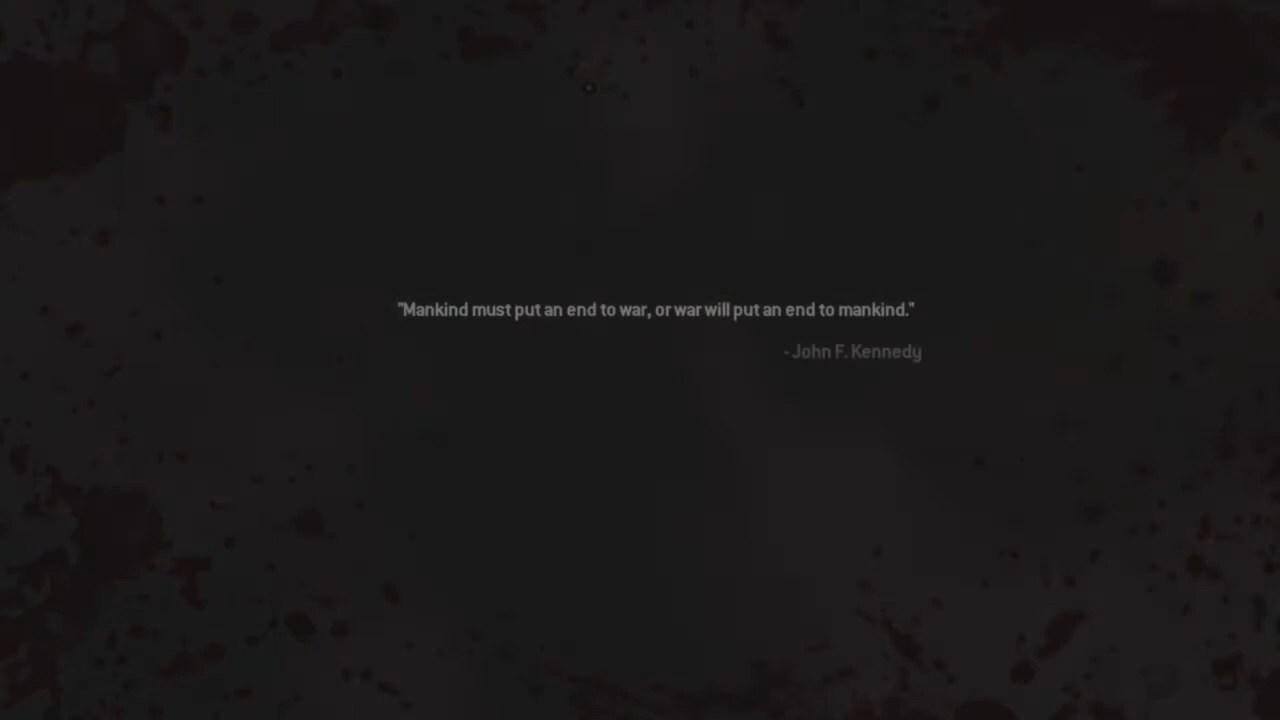 "Mankind must put an end to war, or war will put an end to mankind."
- John F. Kennedy